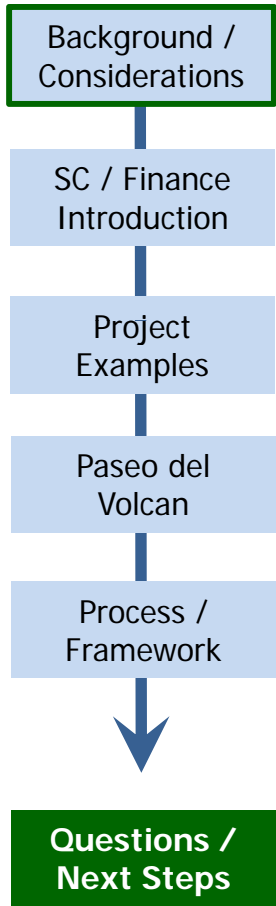 Background /
Considerations
SC / Finance
Introduction
Project
Examples
Paseo del
Volcan
Process /
Framework
Questions /
Next Steps